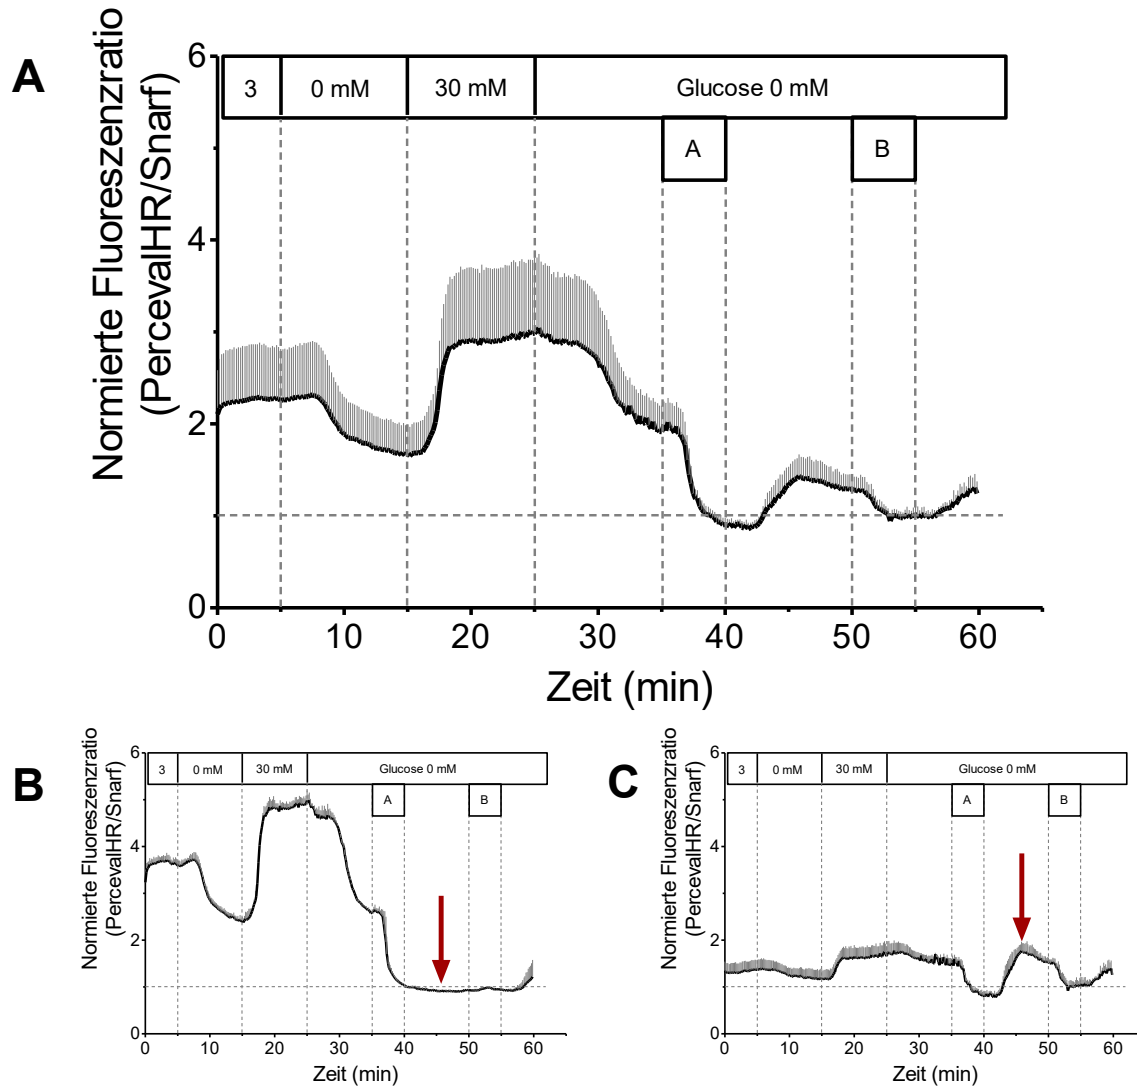 A
Normierte Fluoreszenzratio
(PercevalHR/Snarf)
3
0 mM
30 mM
Glucose 0 mM
A
B
6
4
2
0
0
10
20
30
40
50
60
Zeit (min)
B
Normierte Fluoreszenzratio
(PercevalHR/Snarf)
3
0 mM
30 mM
Glucose 0 mM
A
B
6
4
2
0
0
10
20
30
40
50
60
Zeit (min)
C
Normierte Fluoreszenzratio
(PercevalHR/Snarf)
3
0 mM
30 mM
Glucose 0 mM
A
B
6
4
2
0
0
10
20
30
40
50
60
Zeit (min)